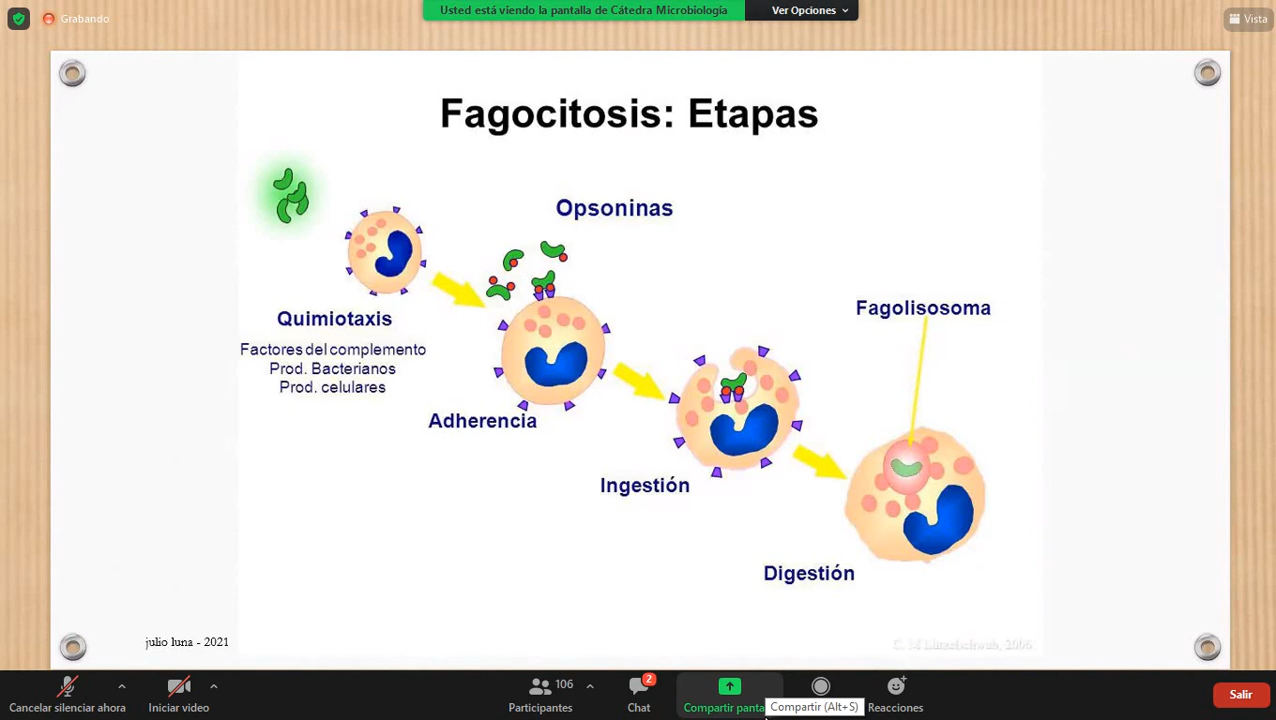 Grabando
Usted está viendo la pantalla de Cátedra Microbiología
Ver Opciones
Vista
Fagocitosis: Etapas
Opsoninas
Quimiotaxis
Factores del complemento
Prod. Bacterianos
Prod. celulares
Adherencia
Fagolisosoma
Ingestión
Digestión
julio luna - 2021
2006
Cancelar silenciar ahora
Iniciar video
106
Participantes
2
Chat
Compartir panta
Compartir (Alt+S)
Reacciones
Salir